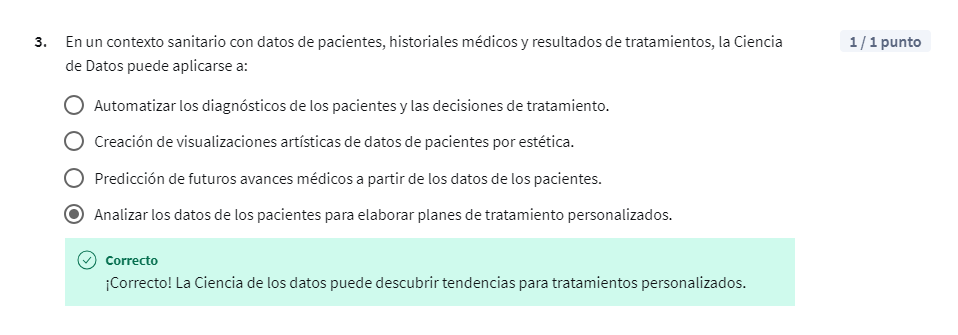 3. En un contexto sanitario con datos de pacientes, historiales médicos y resultados de tratamientos, la Ciencia
de Datos puede aplicarse a:
1 / 1 punto
Automatizar los diagnósticos de los pacientes y las decisiones de tratamiento.
Creación de visualizaciones artísticas de datos de pacientes por estética.
Predicción de futuros avances médicos a partir de los datos de los pacientes.
Analizar los datos de los pacientes para elaborar planes de tratamiento personalizados.
Correcto
¡Correcto! La Ciencia de los datos puede descubrir tendencias para tratamientos personalizados.